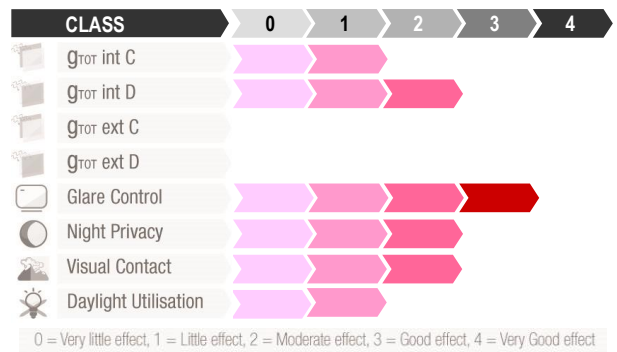 CLASS 0 1 2 3 4
gTOT int C
gTOT int D
gTOT ext C
gTOT ext D
Glare Control
Night Privacy
Visual Contact
Daylight Utilisation
0 = Very little effect, 1 = Little effect, 2 = Moderate effect, 3 = Good effect, 4 = Very Good effect